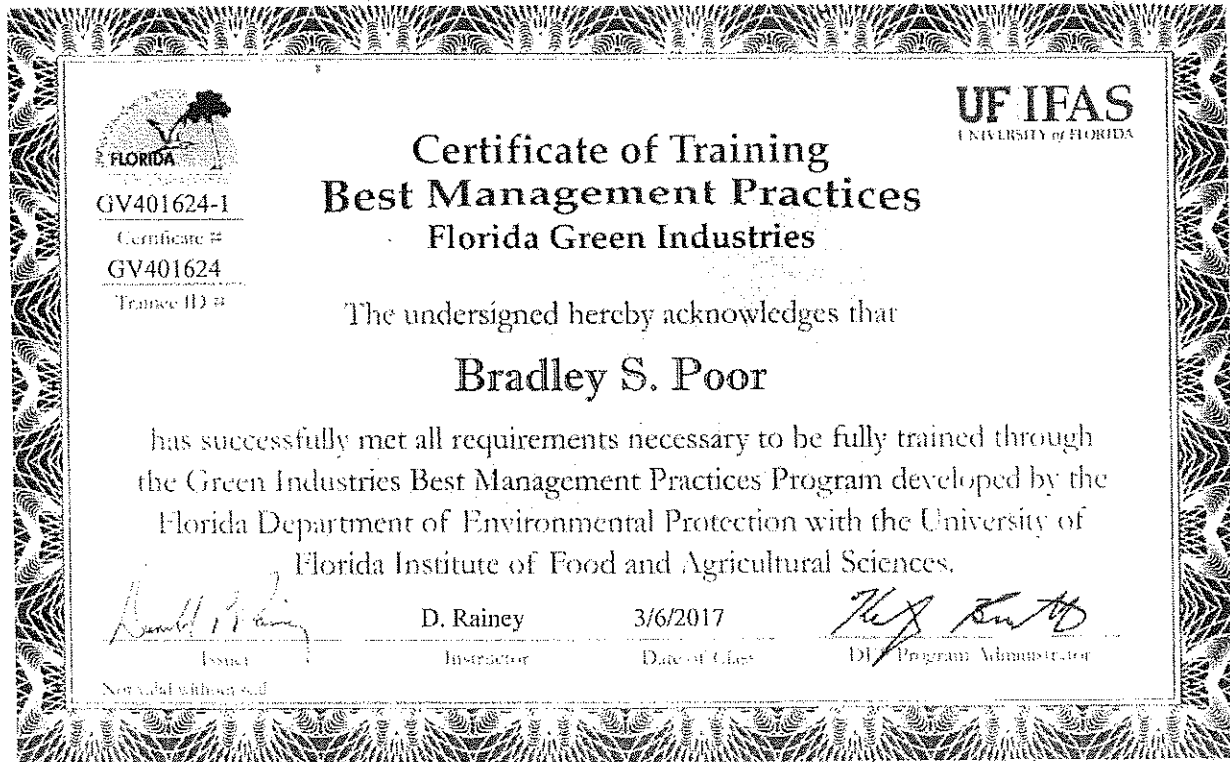 FLORIDA
GV401624-1
Certificate #
GV401624
Trainee ID #
UF IFAS
UNIVERSITY of FLORIDA
Certificate of Training
Best Management Practices
Florida Green Industries
The undersigned hereby acknowledges that
Bradley S. Poor
has successfully met all requirements necessary to be fully trained through
the Green Industries Best Management Practices Program developed by the
Florida Department of Environmental Protection with the University of
Florida Institute of Food and Agricultural Sciences.
D. Rainey 3/6/2017
Issuer Instructor Date of Class DEP Program Administrator
Not valid without seal